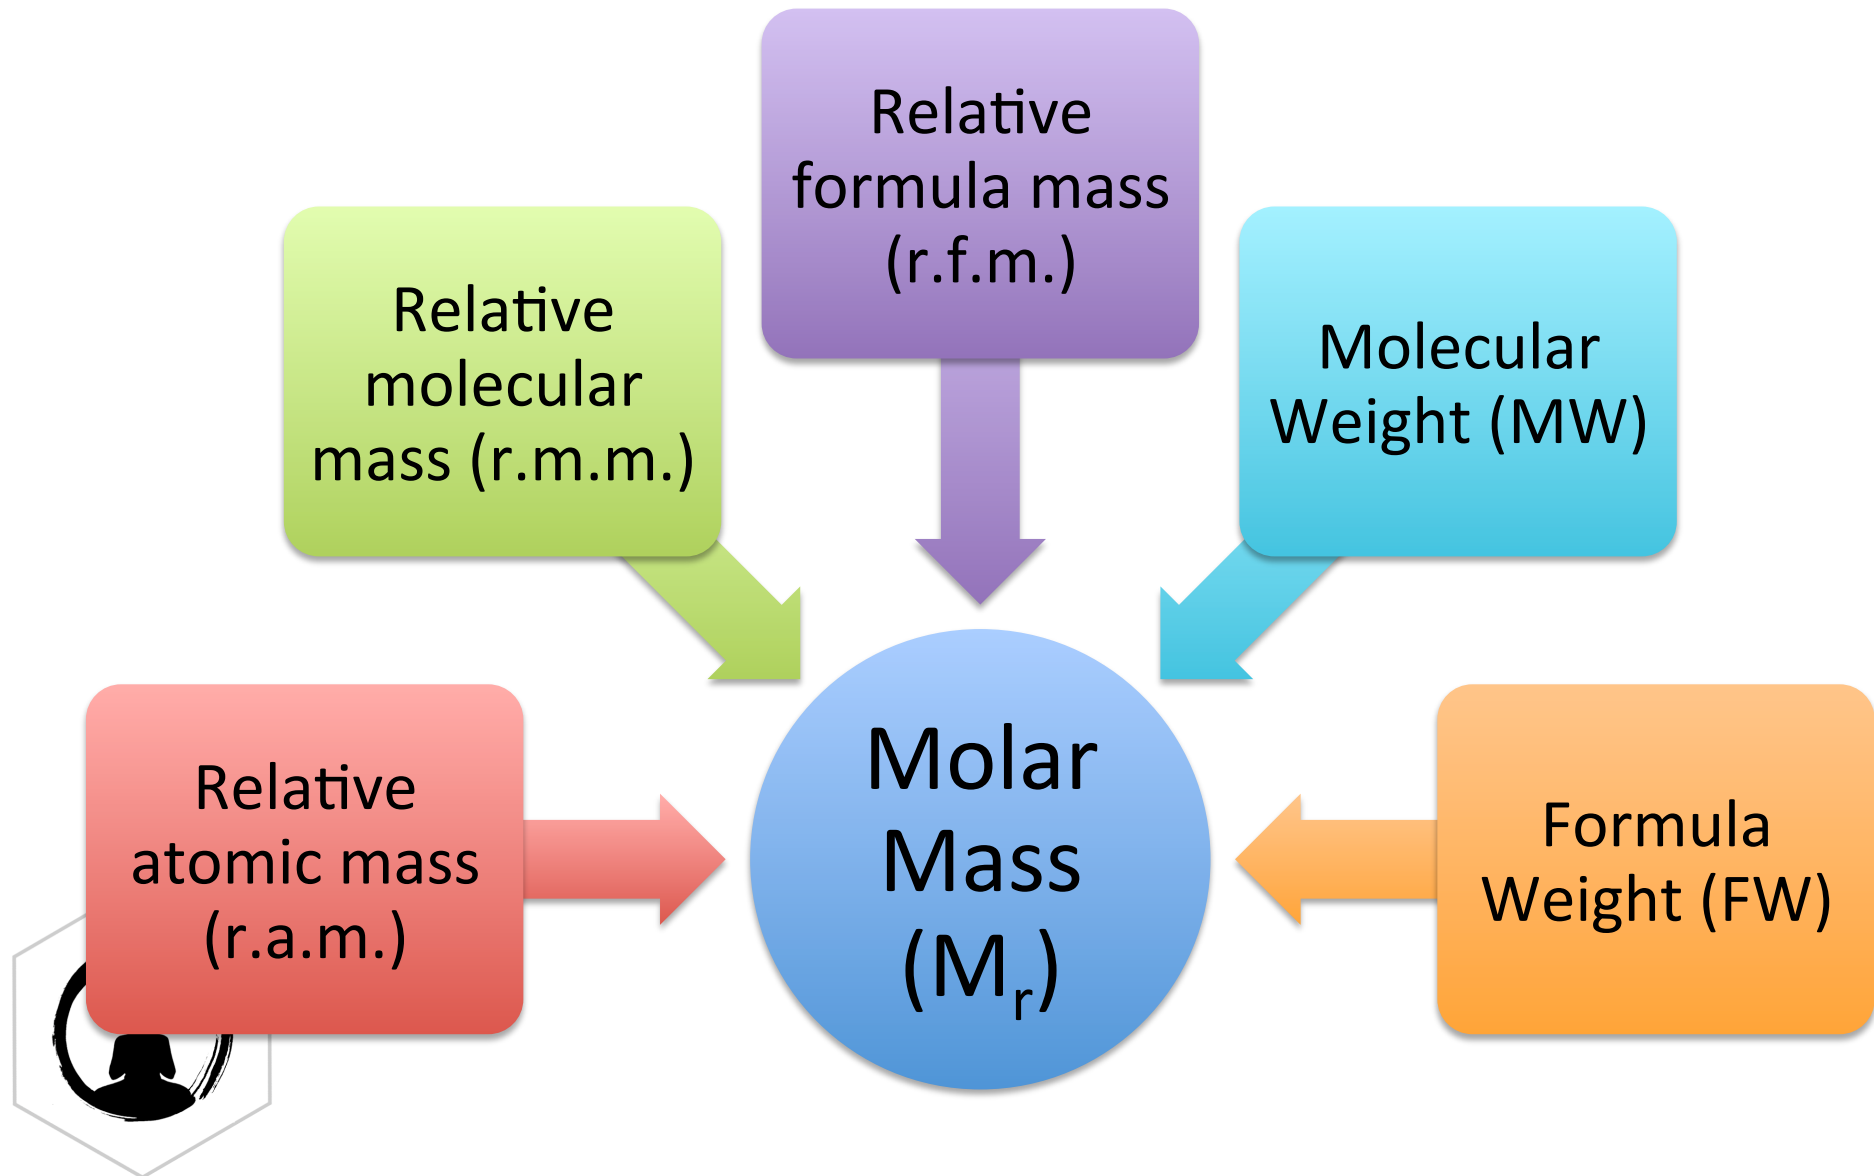 Relative
formula mass
(r.f.m.)
Relative
molecular
mass (r.m.m.)
Molecular
Weight (MW)
Relative
atomic mass
(r.a.m.)
Molar
Mass
(Mᵣ)
Formula
Weight (FW)